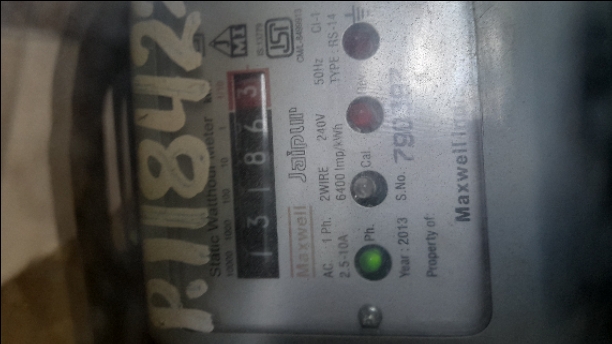 P.11842
Static Watthour Meter
10000 1000 100 10 1 1/10
1 3 1 8 6 3
Maxwell Jaipur
AC. 1 Ph. 2WIRE 240V 50Hz Cl-1
2.5-10A 6400 Imp/kWh TYPE : RS-14
Ph. Cal.
Year : 2013 S.No.
Property of
Maxwell